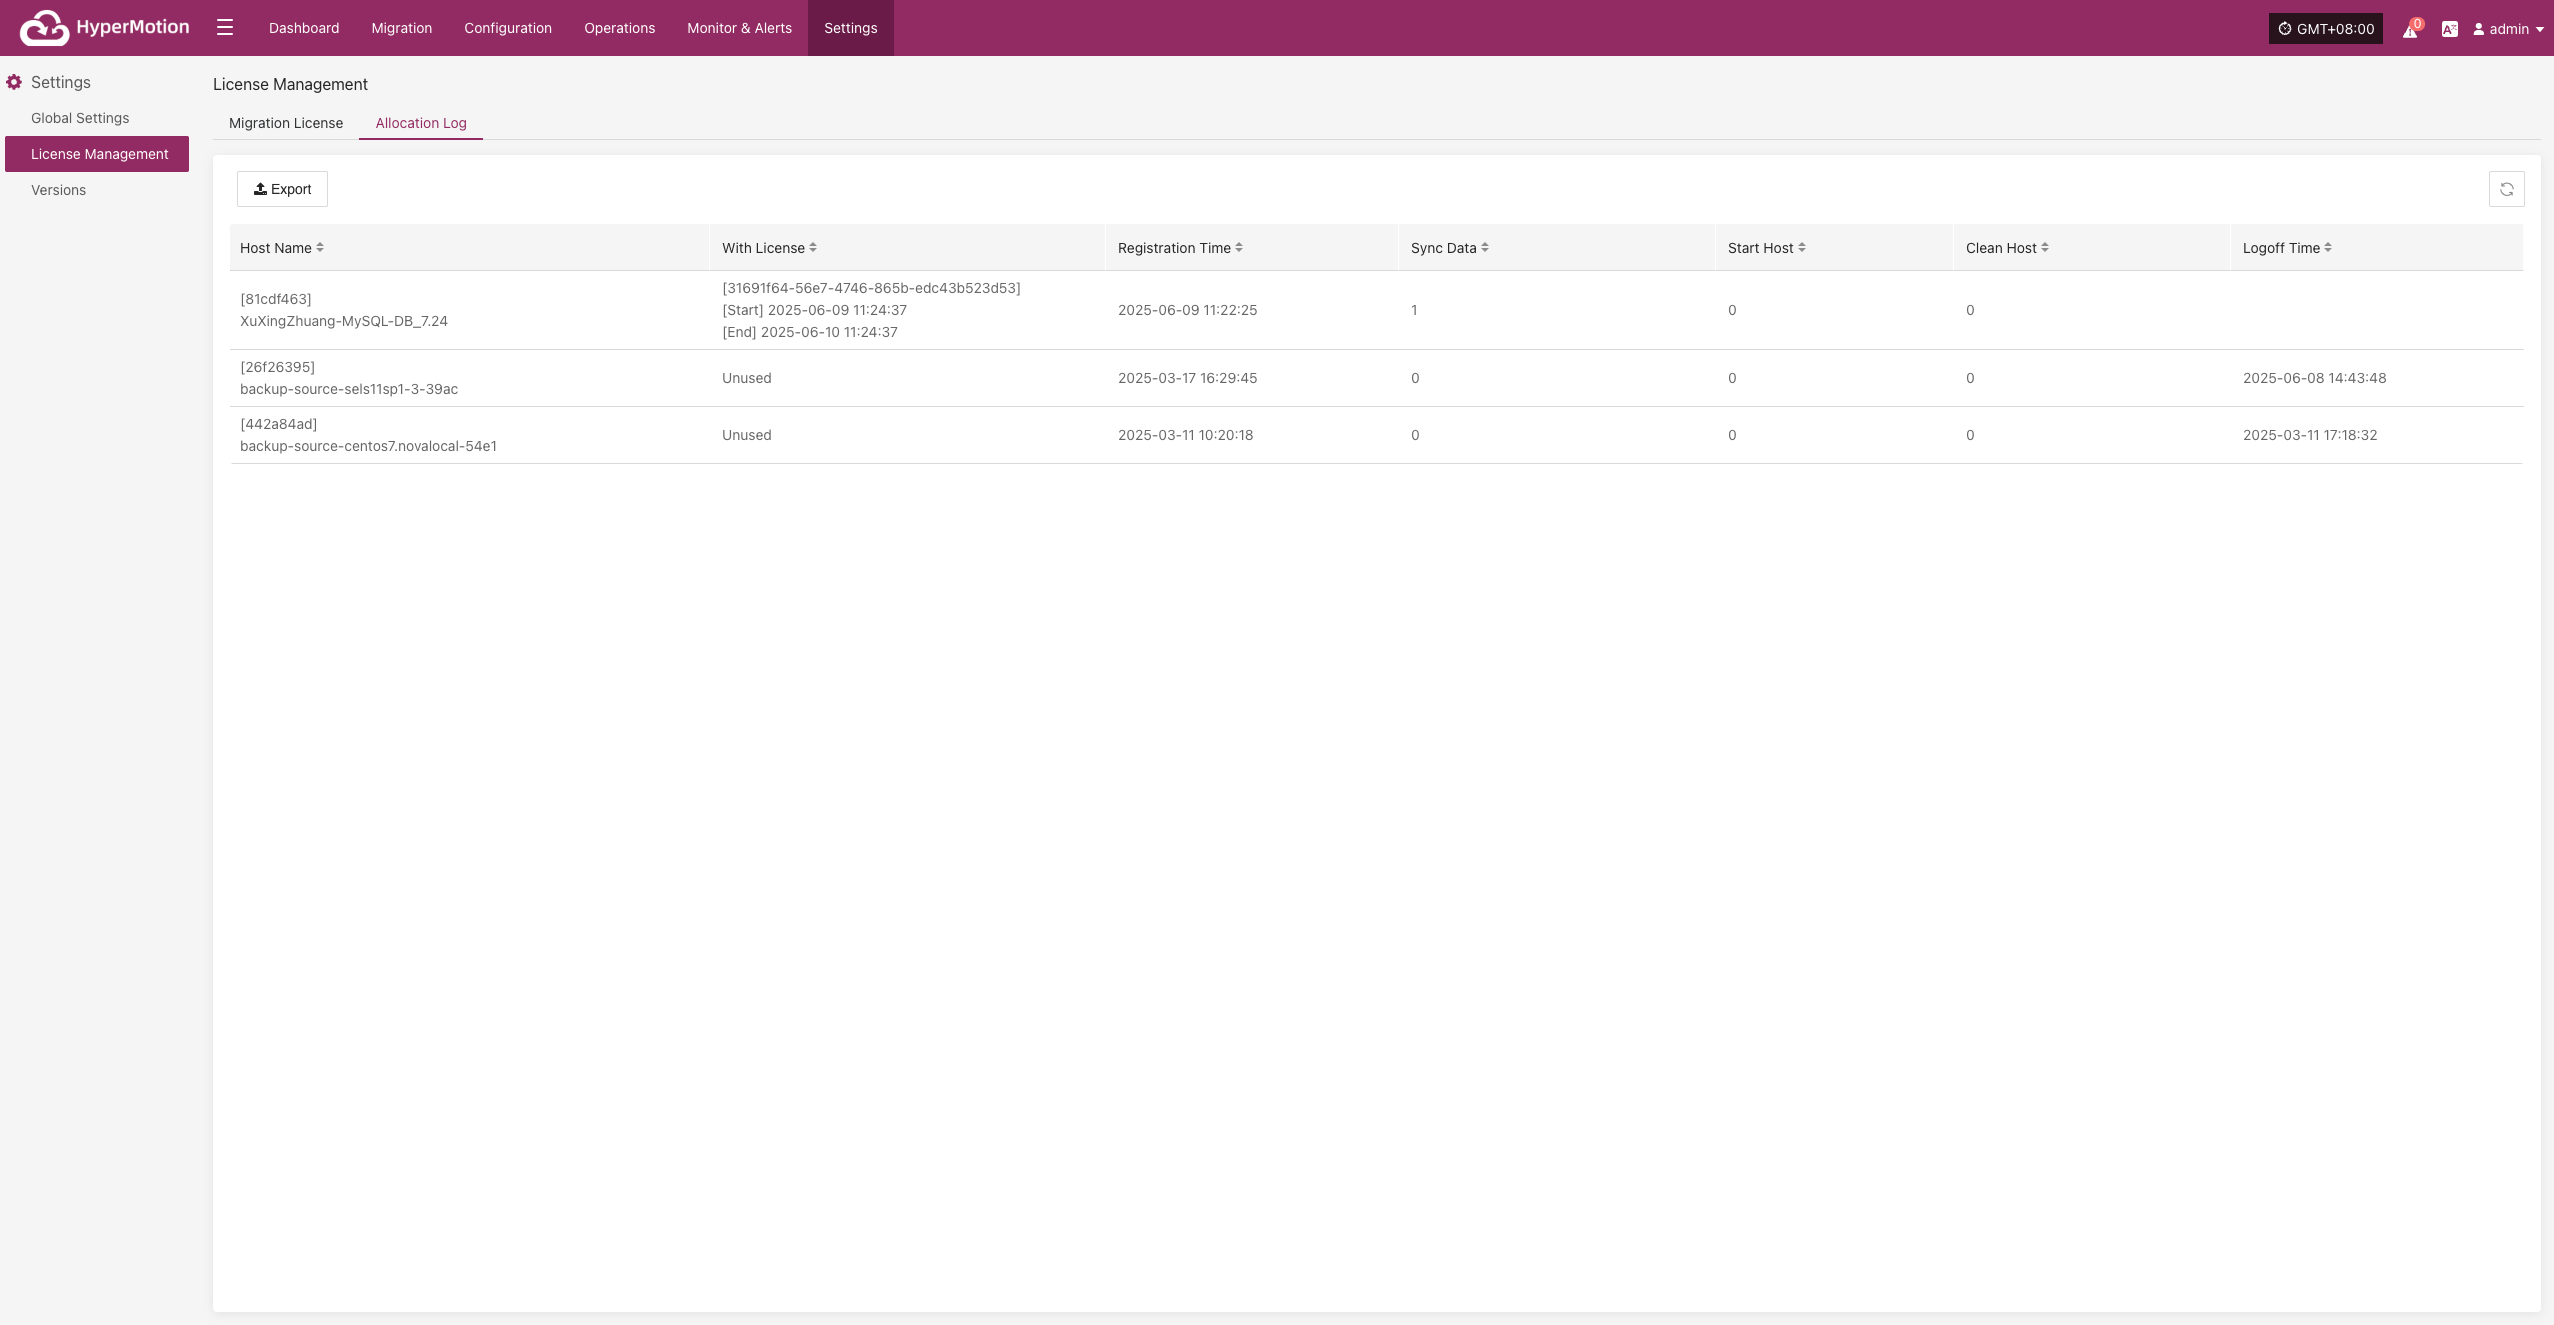 HyperMotion
Dashboard
Migration
Configuration
Operations
Monitor & Alerts
Settings
GMT+08:00
0
admin
Settings
Global Settings
License Management
Versions
License Management
Migration License
Allocation Log
Export
Host Name
With License
Registration Time
Sync Data
Start Host
Clean Host
Logoff Time
[81cdf463]
XuXingZhuang-MySQL-DB_7.24
[31691f64-56e7-4746-865b-edc43b523d53]
[Start] 2025-06-09 11:24:37
[End] 2025-06-10 11:24:37
2025-06-09 11:22:25
1
0
0
[26f26395]
backup-source-sels11sp1-3-39ac
Unused
2025-03-17 16:29:45
0
0
0
2025-06-08 14:43:48
[442a84ad]
backup-source-centos7.novalocal-54e1
Unused
2025-03-11 10:20:18
0
0
0
2025-03-11 17:18:32